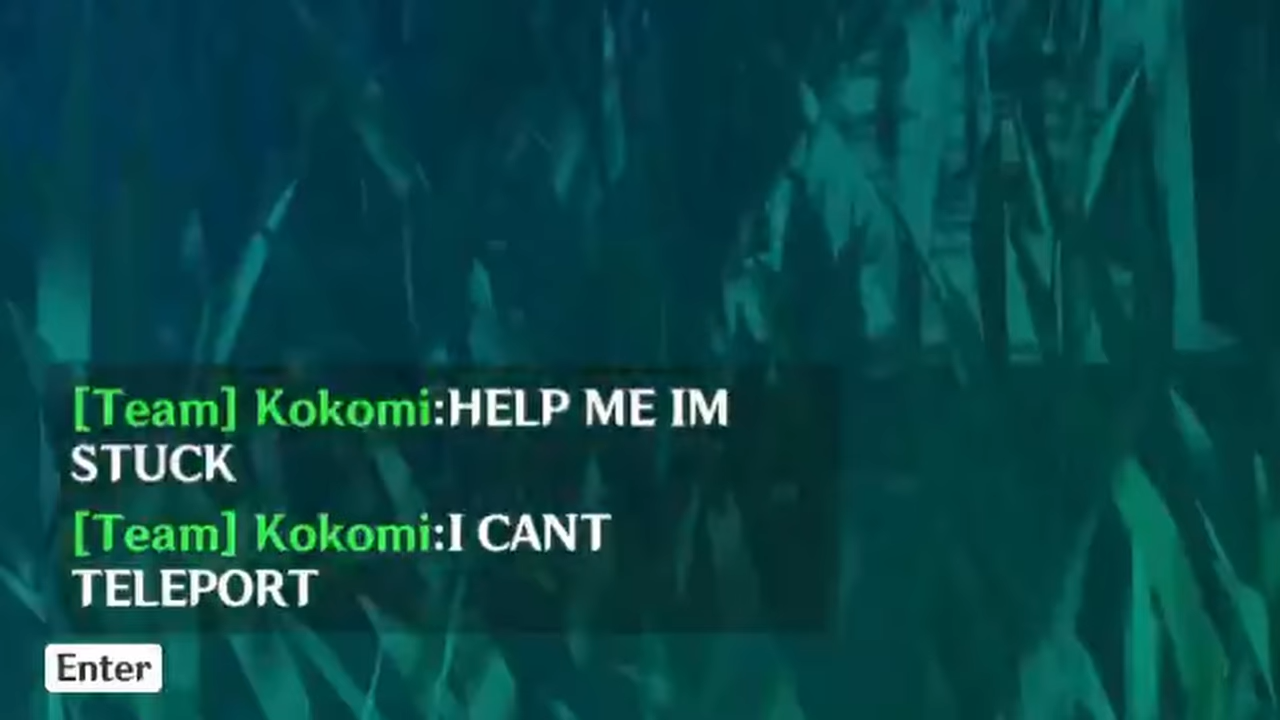 [Team] Kokomi:HELP ME IM
STUCK
[Team] Kokomi:I CANT
TELEPORT
Enter